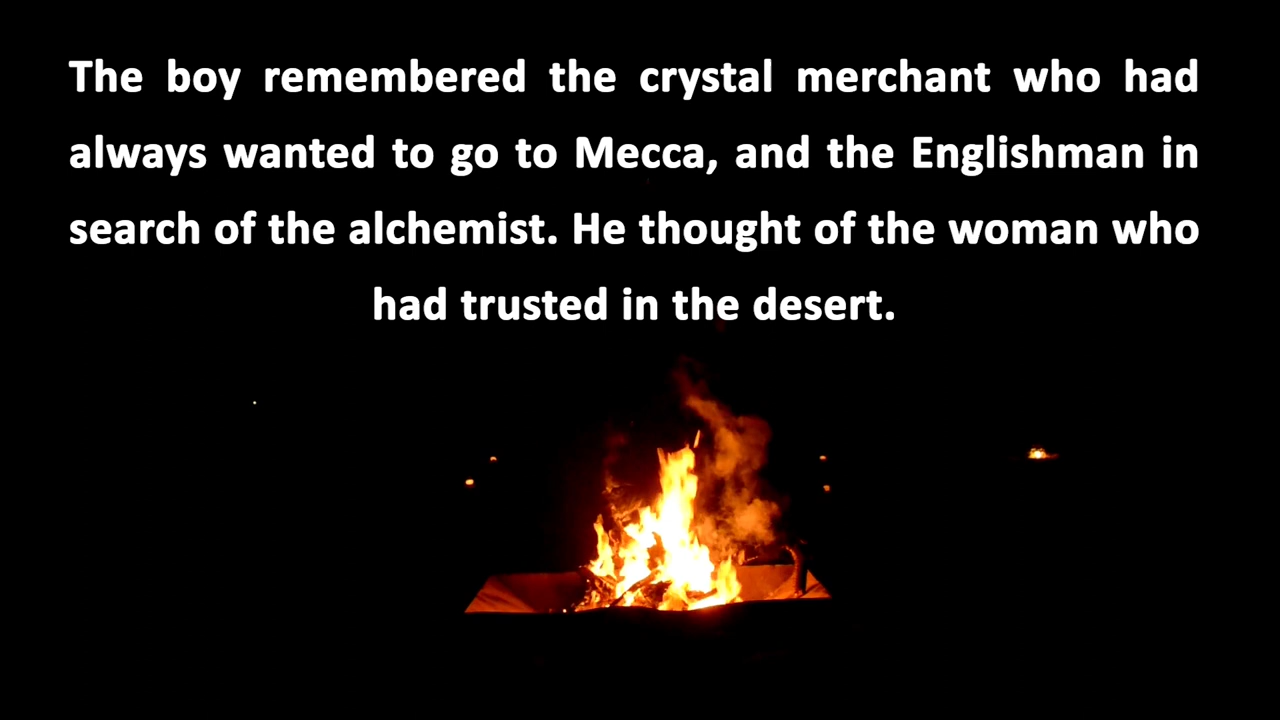 The boy remembered the crystal merchant who had
always wanted to go to Mecca, and the Englishman in
search of the alchemist. He thought of the woman who
had trusted in the desert.